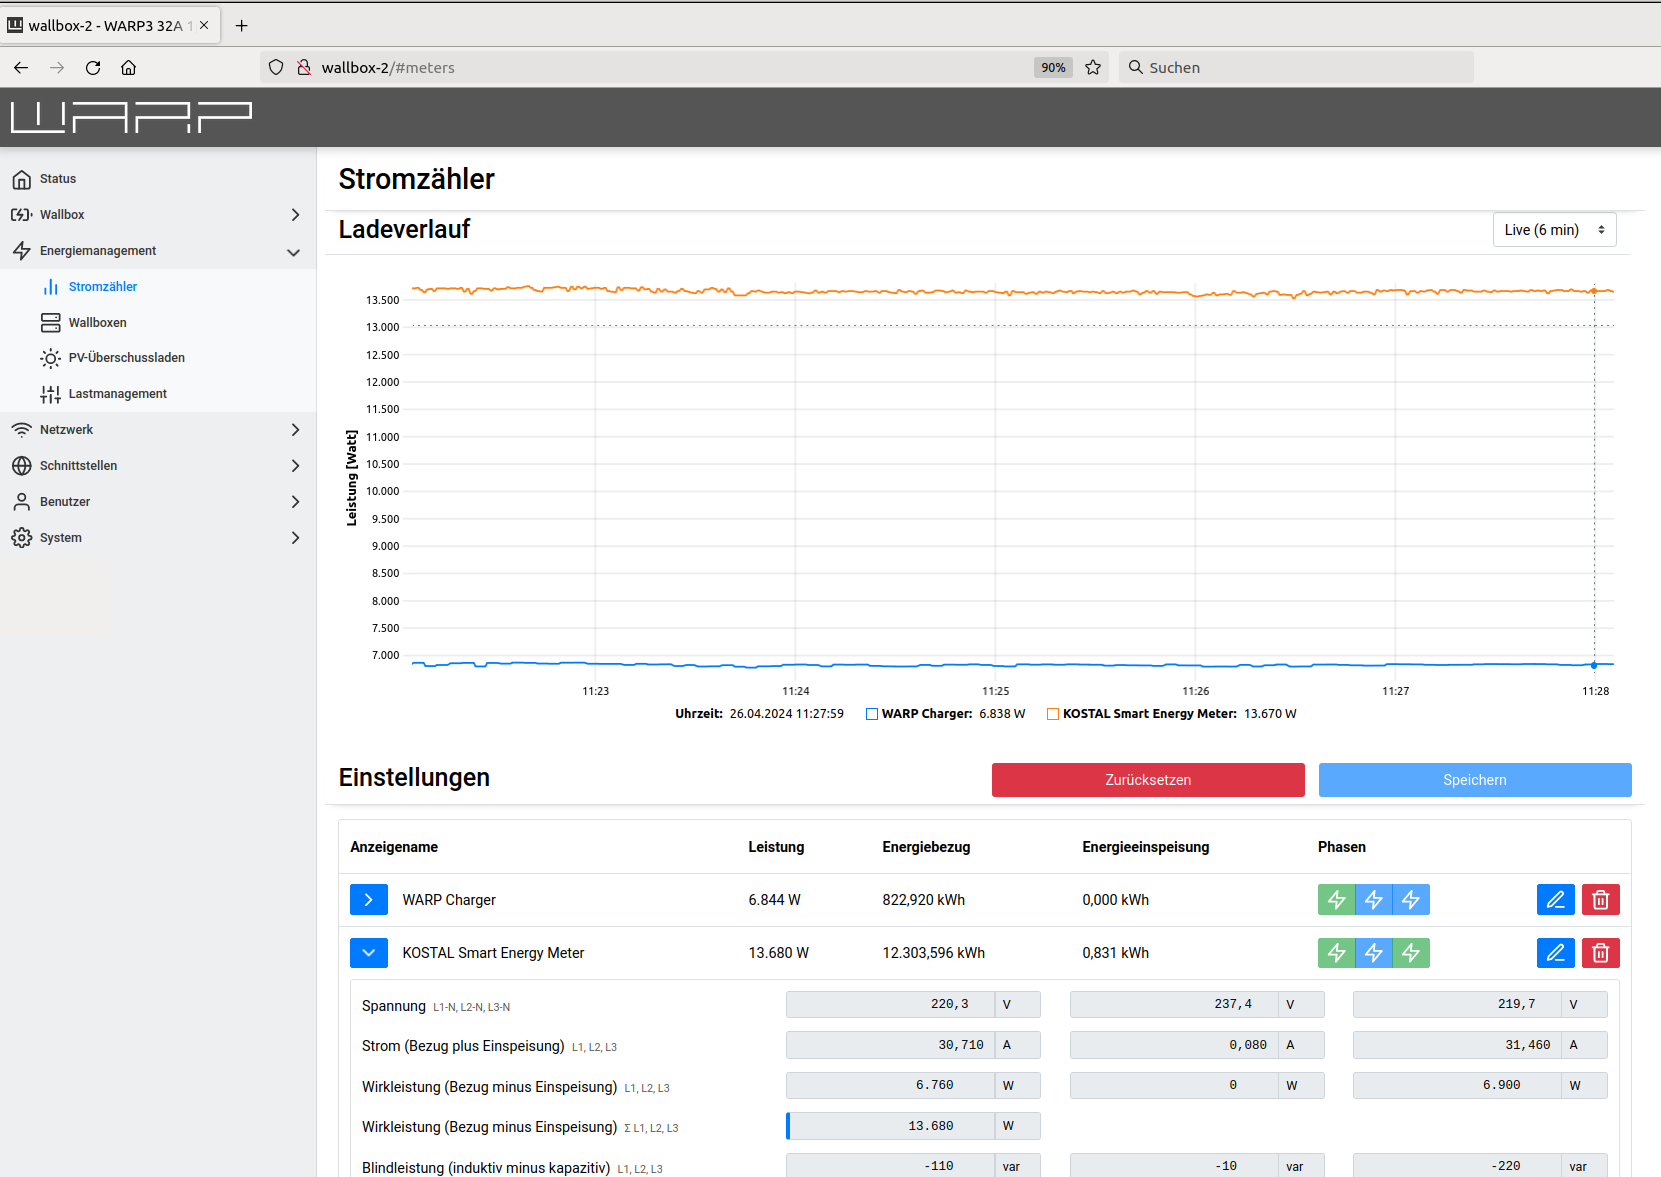 wallbox-2 - WARP3 32A 1
wallbox-2/#meters
90%
Suchen
WARP
Status
Wallbox
Energiemanagement
Stromzähler
Wallboxen
PV-Überschussladen
Lastmanagement
Netzwerk
Schnittstellen
Benutzer
System
Stromzähler
Ladeverlauf
Live (6 min)
Leistung [Watt]
13.500
13.000
12.500
12.000
11.500
11.000
10.500
10.000
9.500
9.000
8.500
8.000
7.500
7.000
11:23 11:24 11:25 11:26 11:27 11:28
Uhrzeit: 26.04.2024 11:27:59 WARP Charger: 6.838 W KOSTAL Smart Energy Meter: 13.670 W
Einstellungen
Zurücksetzen
Speichern
Anzeigename Leistung Energiebezug Energieeinspeisung Phasen
WARP Charger 6.844 W 822,920 kWh 0,000 kWh
KOSTAL Smart Energy Meter 13.680 W 12.303,596 kWh 0,831 kWh
Spannung L1-N, L2-N, L3-N 220,3 V 237,4 V 219,7 V
Strom (Bezug plus Einspeisung) L1, L2, L3 30,710 A 0,080 A 31,460 A
Wirkleistung (Bezug minus Einspeisung) L1, L2, L3 6.760 W 0 W 6.900 W
Wirkleistung (Bezug minus Einspeisung) Σ L1, L2, L3 13.680 W
Blindleistung (induktiv minus kapazitiv) L1, L2, L3 -110 var -10 var -220 var